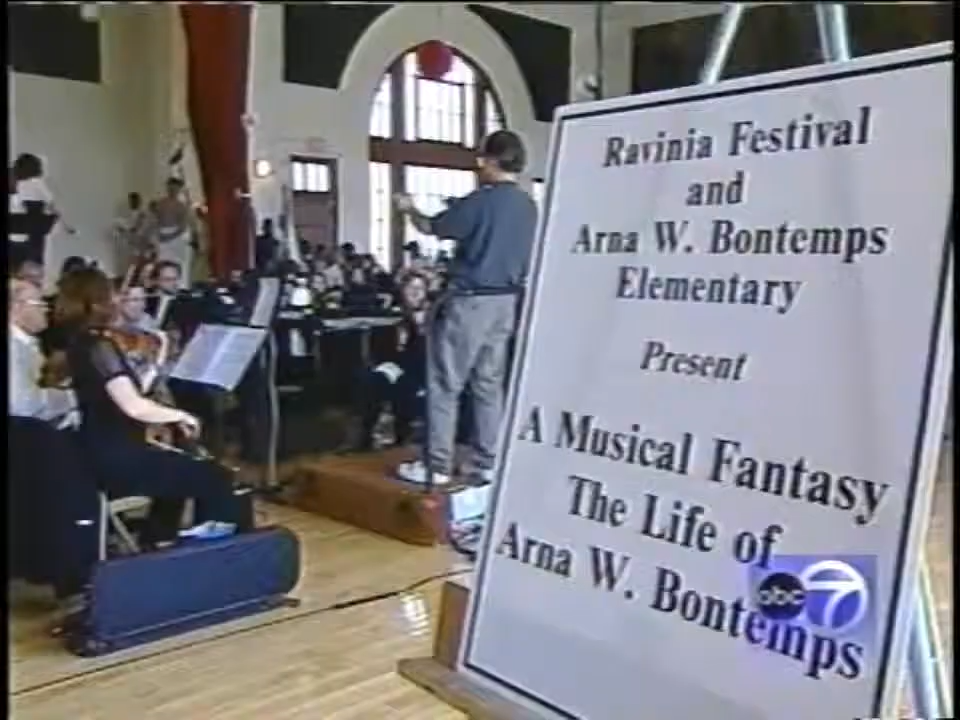 Ravinia Festival
and
Arna W. Bontemps
Elementary
Present
A Musical Fantasy
The Life of
Arna W. Bontemps
abc 7